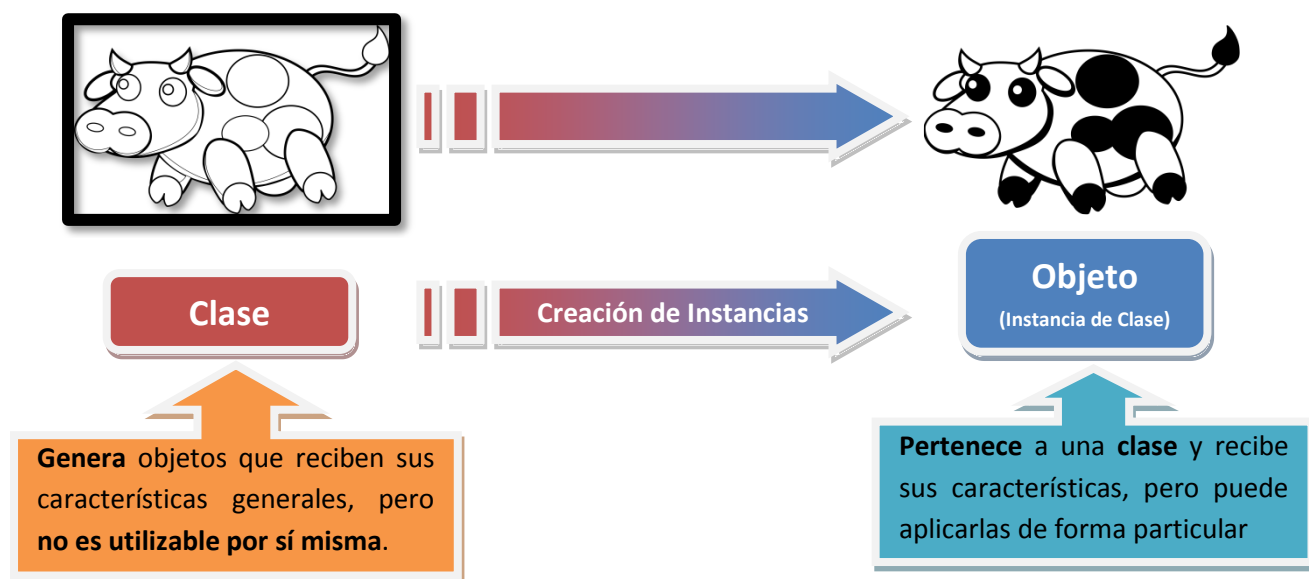 Clase
Creación de Instancias
Objeto
(Instancia de Clase)
Genera objetos que reciben sus
características generales, pero
no es utilizable por sí misma.
Pertenece a una clase y recibe
sus características, pero puede
aplicarlas de forma particular